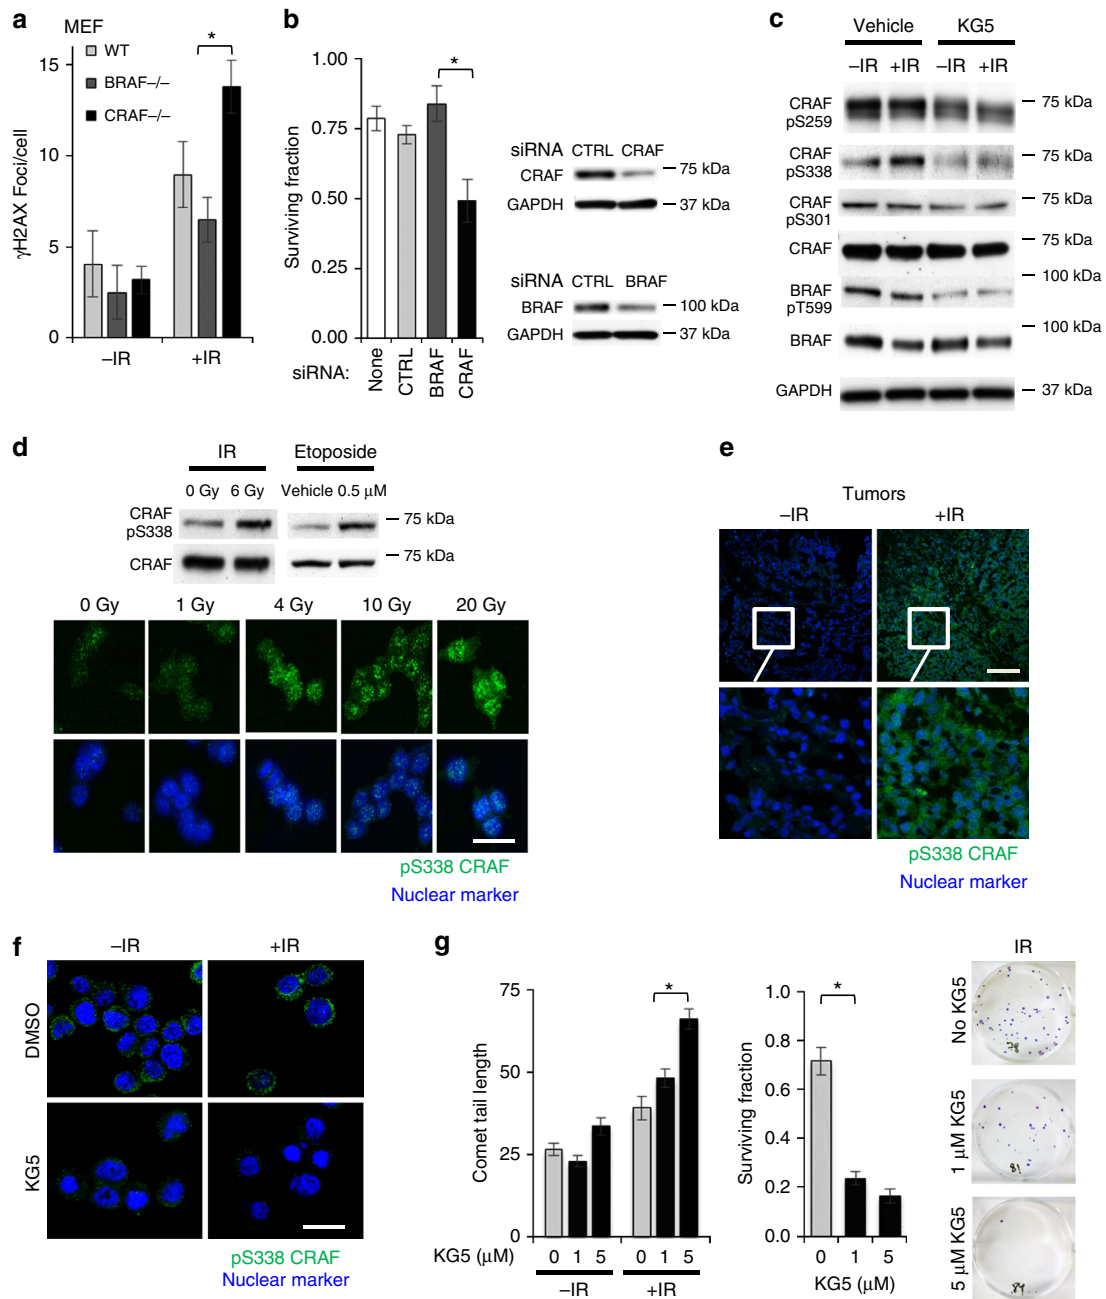 a
MEF
WT
BRAF–/–
CRAF–/–
*
γH2AX Foci/cell
15
10
5
0
–IR
+IR
b
Surviving fraction
1.00
0.75
0.50
0.25
0.00
*
siRNA:
None
CTRL
BRAF
CRAF
siRNA CTRL CRAF
CRAF
75 kDa
GAPDH
37 kDa
siRNA CTRL BRAF
BRAF
100 kDa
GAPDH
37 kDa
c
Vehicle KG5
–IR +IR –IR +IR
CRAF
pS259
75 kDa
CRAF
pS338
75 kDa
CRAF
pS301
75 kDa
CRAF
75 kDa
BRAF
pT599
100 kDa
BRAF
100 kDa
GAPDH
37 kDa
d
IR Etoposide
0 Gy 6 Gy Vehicle 0.5 μM
CRAF
pS338
75 kDa
CRAF
75 kDa
0 Gy 1 Gy 4 Gy 10 Gy 20 Gy
pS338 CRAF
Nuclear marker
e
Tumors
–IR +IR
pS338 CRAF
Nuclear marker
f
–IR +IR
DMSO
KG5
pS338 CRAF
Nuclear marker
g
Comet tail length
75
50
25
0
*
KG5 (μM) 0 1 5 0 1 5
–IR +IR
Surviving fraction
1.0
0.8
0.6
0.4
0.2
0.0
*
0 1 5
KG5 (μM)
IR
No KG5
1 μM KG5
81
5 μM KG5